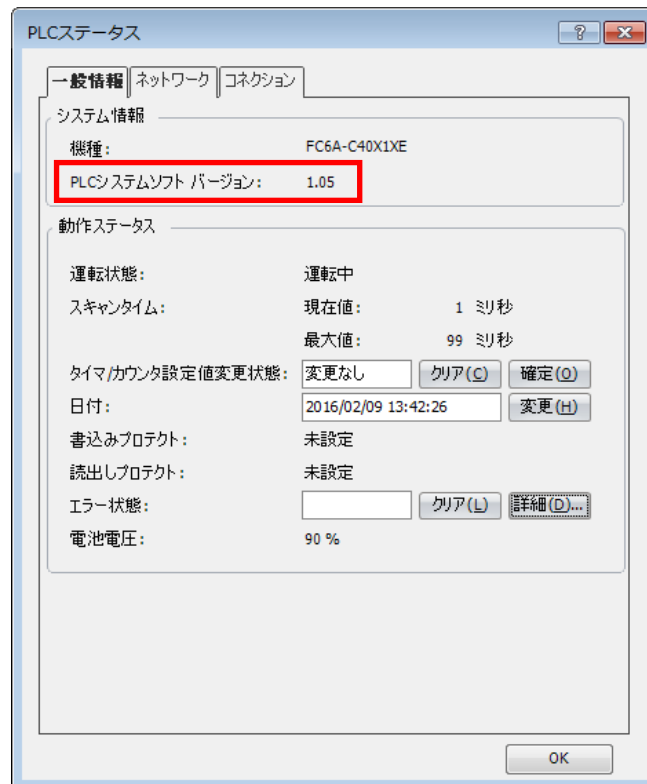 PLCステータス
一般情報 ネットワーク コネクション
システム情報
機種: FC6A-C40X1XE
PLCシステムソフト バージョン: 1.05
動作ステータス
運転状態: 運転中
スキャンタイム: 現在値: 1 ミリ秒
最大値: 99 ミリ秒
タイマ/カウンタ設定値変更状態: 変更なし クリア(C) 確定(O)
日付: 2016/02/09 13:42:26 変更(H)
書込みプロテクト: 未設定
読出しプロテクト: 未設定
エラー状態: クリア(L) 詳細(D)...
電池電圧: 90 %
OK